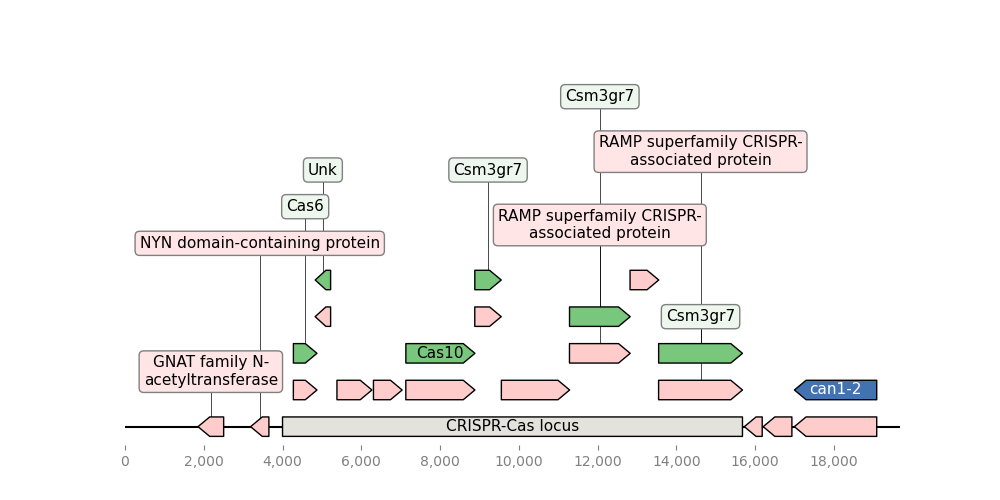 Csm3gr7
RAMP superfamily CRISPR-
associated protein
Unk
Csm3gr7
Cas6
RAMP superfamily CRISPR-
associated protein
NYN domain-containing protein
Csm3gr7
Cas10
GNAT family N-
acetyltransferase
can1-2
CRISPR-Cas locus
0 2,000 4,000 6,000 8,000 10,000 12,000 14,000 16,000 18,000